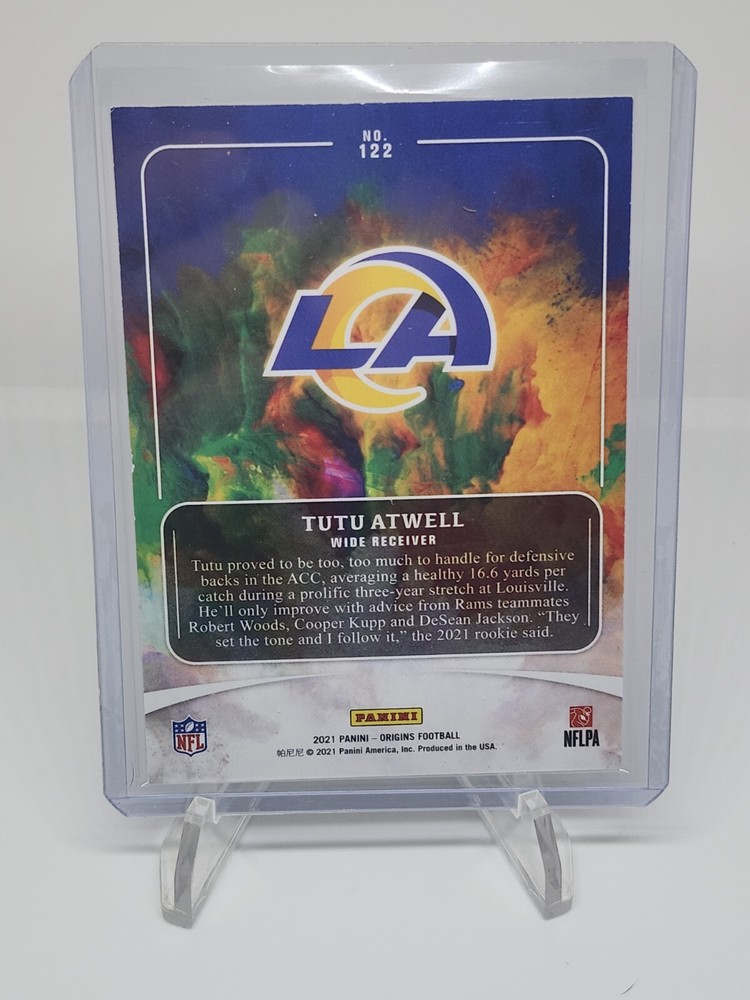 NO.
122
LA
TUTU ATWELL
WIDE RECEIVER
Tutu proved to be too, too much to handle for defensive
backs in the ACC, averaging a healthy 16.6 yards per
catch during a prolific three-year stretch at Louisville.
He'll only improve with advice from Rams teammates
Robert Woods, Cooper Kupp and DeSean Jackson. “They
set the tone and I follow it,” the 2021 rookie said.
PANINI
NFL
NFLPA
2021 PANINI – ORIGINS FOOTBALL
帕尼尼 © 2021 Panini America, Inc. Produced in the USA.